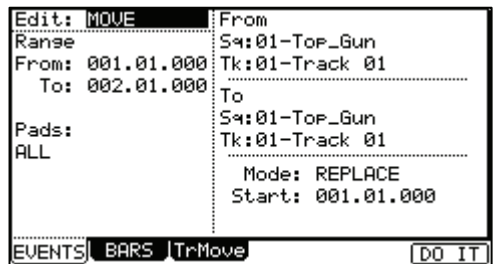 Edit: MOVE
Range
From: 001.01.000
To: 002.01.000
Pads:
ALL
From
Sq:01-Top_Gun
Tk:01-Track 01
To
Sq:01-Top_Gun
Tk:01-Track 01
Mode: REPLACE
Start: 001.01.000
EVENTS BARS TrMove DO IT